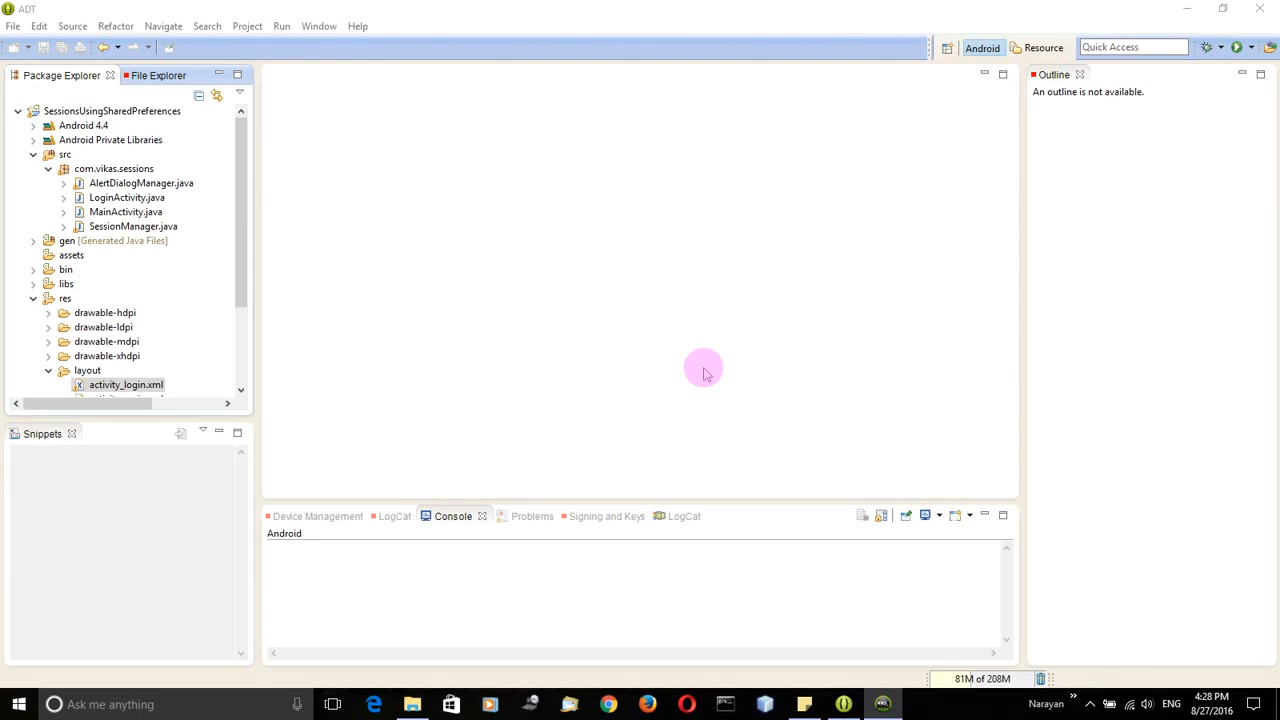 ADT
File Edit Source Refactor Navigate Search Project Run Window Help
Android Resource Quick Access
Package Explorer File Explorer
SessionsUsingSharedPreferences
Android 4.4
Android Private Libraries
src
com.vikas.sessions
AlertDialogManager.java
LoginActivity.java
MainActivity.java
SessionManager.java
gen [Generated Java Files]
assets
bin
libs
res
drawable-hdpi
drawable-ldpi
drawable-mdpi
drawable-xhdpi
layout
activity_login.xml
Snippets
Outline
An outline is not available.
Device Management LogCat Console Problems Signing and Keys LogCat
Android
81M of 208M
Ask me anything
Narayan
ENG
4:28 PM
8/27/2016